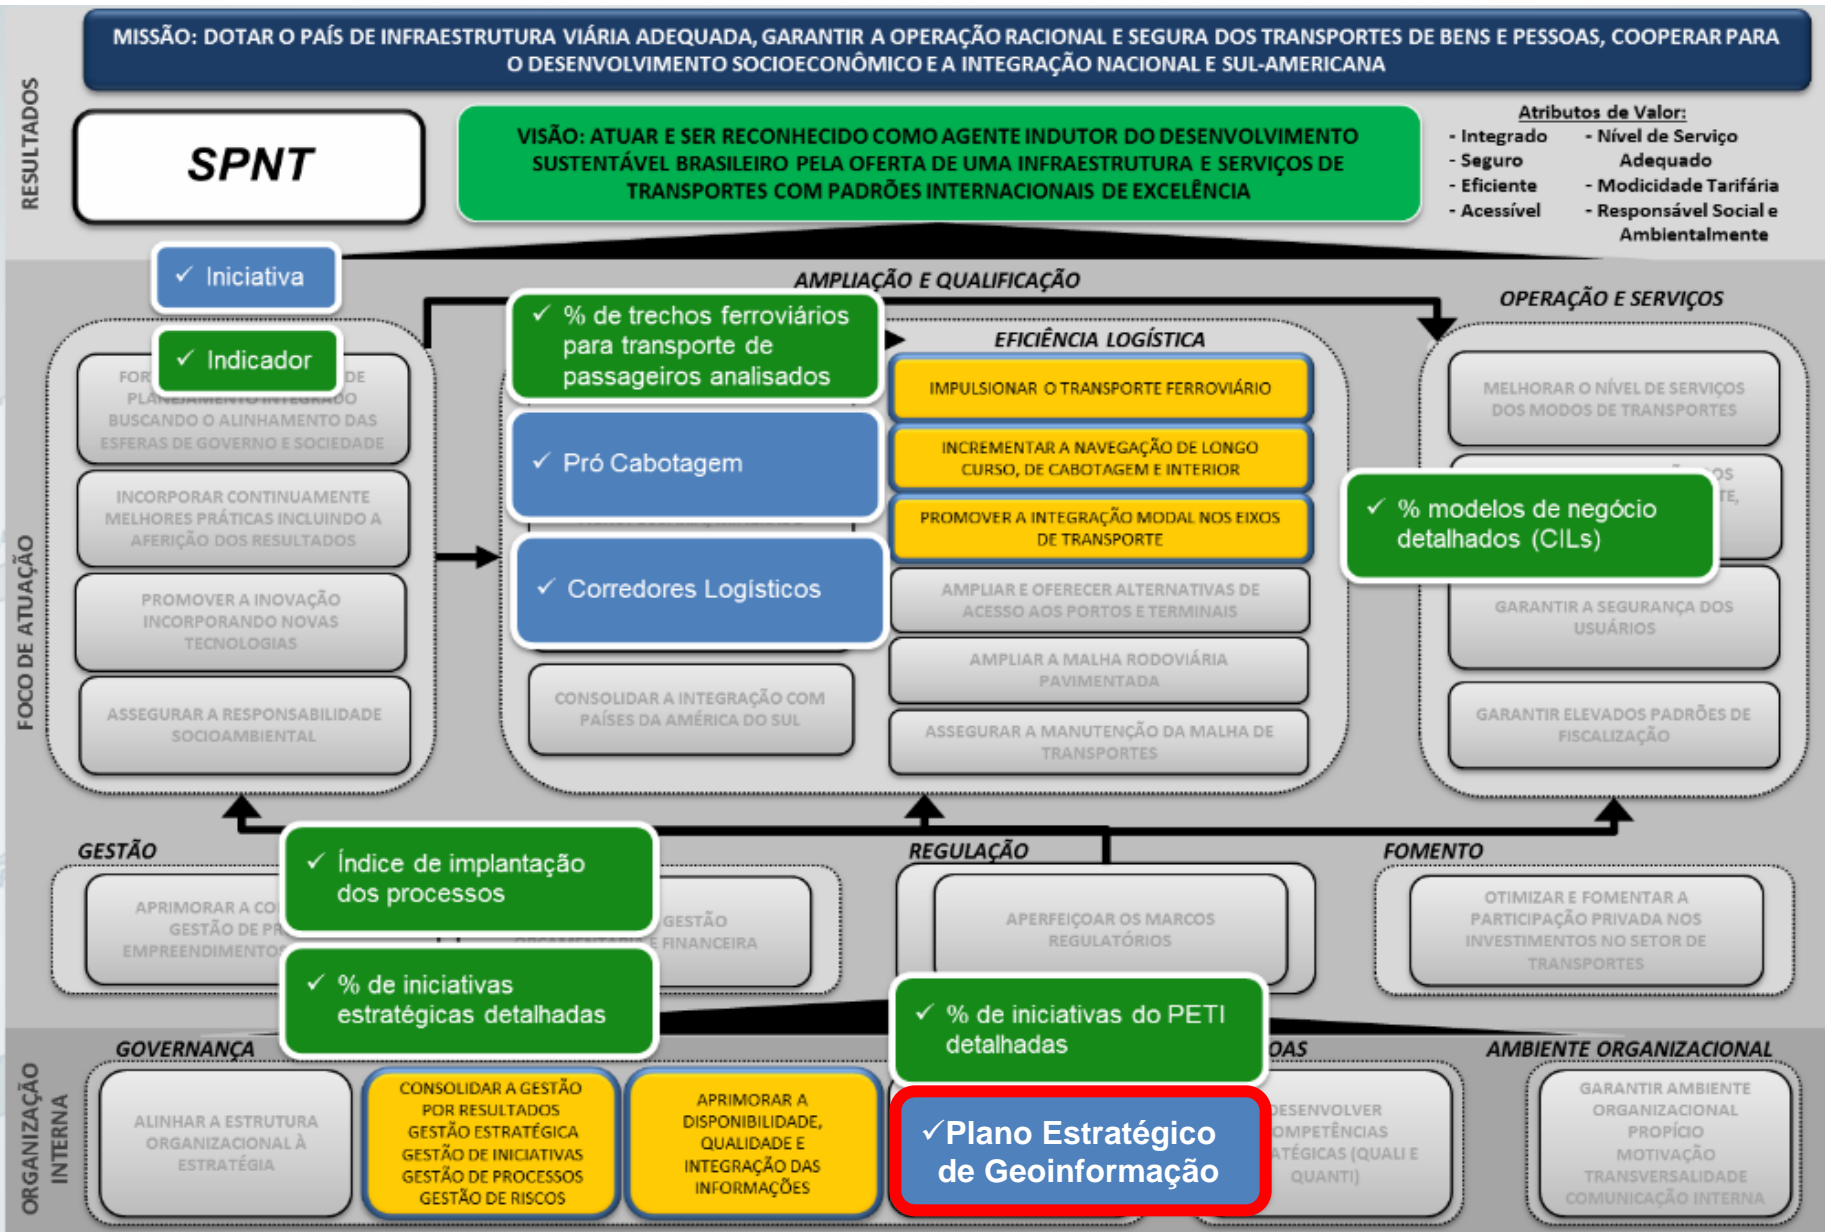 MISSÃO: DOTAR O PAÍS DE INFRAESTRUTURA VIÁRIA ADEQUADA, GARANTIR A OPERAÇÃO RACIONAL E SEGURA DOS TRANSPORTES DE BENS E PESSOAS, COOPERAR PARA
O DESENVOLVIMENTO SOCIOECONÔMICO E A INTEGRAÇÃO NACIONAL E SUL-AMERICANA
RESULTADOS
SPNT
VISÃO: ATUAR E SER RECONHECIDO COMO AGENTE INDUTOR DO DESENVOLVIMENTO
SUSTENTÁVEL BRASILEIRO PELA OFERTA DE UMA INFRAESTRUTURA E SERVIÇOS DE
TRANSPORTES COM PADRÕES INTERNACIONAIS DE EXCELÊNCIA
Atributos de Valor:
- Integrado
- Seguro
- Eficiente
- Acessível
- Nível de Serviço
Adequado
- Modicidade Tarifária
- Responsável Social e
Ambientalmente
FOCO DE ATUAÇÃO
✓ Iniciativa
✓ Indicador
DE
PLANEJAMENTO INTEGRADO
BUSCANDO O ALINHAMENTO DAS
ESFERAS DE GOVERNO E SOCIEDADE
INCORPORAR CONTINUAMENTE
MELHORES PRÁTICAS INCLUINDO A
AFERIÇÃO DOS RESULTADOS
PROMOVER A INOVAÇÃO
INCORPORANDO NOVAS
TECNOLOGIAS
ASSEGURAR A RESPONSABILIDADE
SOCIOAMBIENTAL
AMPLIAÇÃO E QUALIFICAÇÃO
✓ % de trechos ferroviários
para transporte de
passageiros analisados
✓ Pró Cabotagem
✓ Corredores Logísticos
CONSOLIDAR A INTEGRAÇÃO COM
PAÍSES DA AMÉRICA DO SUL
EFICIÊNCIA LOGÍSTICA
IMPULSIONAR O TRANSPORTE FERROVIÁRIO
INCREMENTAR A NAVEGAÇÃO DE LONGO
CURSO, DE CABOTAGEM E INTERIOR
PROMOVER A INTEGRAÇÃO MODAL NOS EIXOS
DE TRANSPORTE
AMPLIAR E OFERECER ALTERNATIVAS DE
ACESSO AOS PORTOS E TERMINAIS
AMPLIAR A MALHA RODOVIÁRIA
PAVIMENTADA
ASSEGURAR A MANUTENÇÃO DA MALHA DE
TRANSPORTES
OPERAÇÃO E SERVIÇOS
MELHORAR O NÍVEL DE SERVIÇOS
DOS MODOS DE TRANSPORTES
✓ % modelos de negócio
detalhados (CILs)
GARANTIR A SEGURANÇA DOS
USUÁRIOS
GARANTIR ELEVADOS PADRÕES DE
FISCALIZAÇÃO
GESTÃO
APRIMORAR A
GESTÃO DE
EMPREENDIMENTOS
✓ Índice de implantação
dos processos
GESTÃO
E FINANCEIRA
✓ % de iniciativas
estratégicas detalhadas
REGULAÇÃO
APERFEIÇOAR OS MARCOS
REGULATÓRIOS
FOMENTO
OTIMIZAR E FOMENTAR A
PARTICIPAÇÃO PRIVADA NOS
INVESTIMENTOS NO SETOR DE
TRANSPORTES
ORGANIZAÇÃO
INTERNA
GOVERNANÇA
ALINHAR A ESTRUTURA
ORGANIZACIONAL À
ESTRATÉGIA
CONSOLIDAR A GESTÃO
POR RESULTADOS
GESTÃO ESTRATÉGICA
GESTÃO DE INICIATIVAS
GESTÃO DE PROCESSOS
GESTÃO DE RISCOS
APRIMORAR A
DISPONIBILIDADE,
QUALIDADE E
INTEGRAÇÃO DAS
INFORMAÇÕES
✓ % de iniciativas do PETI
detalhadas
✓Plano Estratégico
de Geoinformação
(QUALI E
QUANTI)
AMBIENTE ORGANIZACIONAL
GARANTIR AMBIENTE
ORGANIZACIONAL
PROPÍCIO
MOTIVAÇÃO
TRANSVERSALIDADE
COMUNICAÇÃO INTERNA